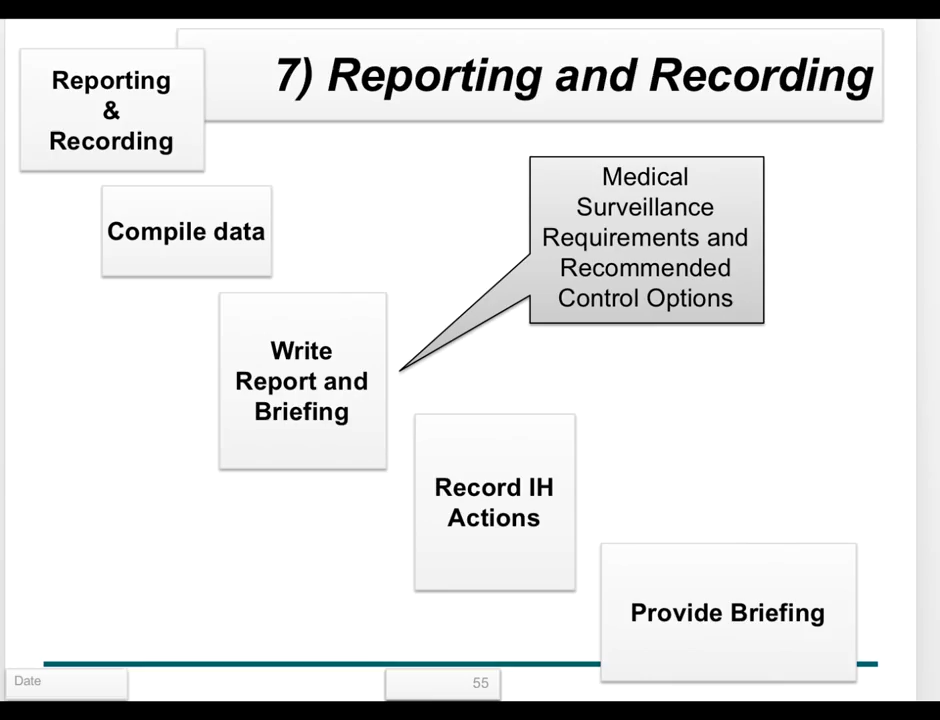 7) Reporting and Recording
Reporting
&
Recording
Compile data
Medical
Surveillance
Requirements and
Recommended
Control Options
Write
Report and
Briefing
Record IH
Actions
Provide Briefing
Date
55